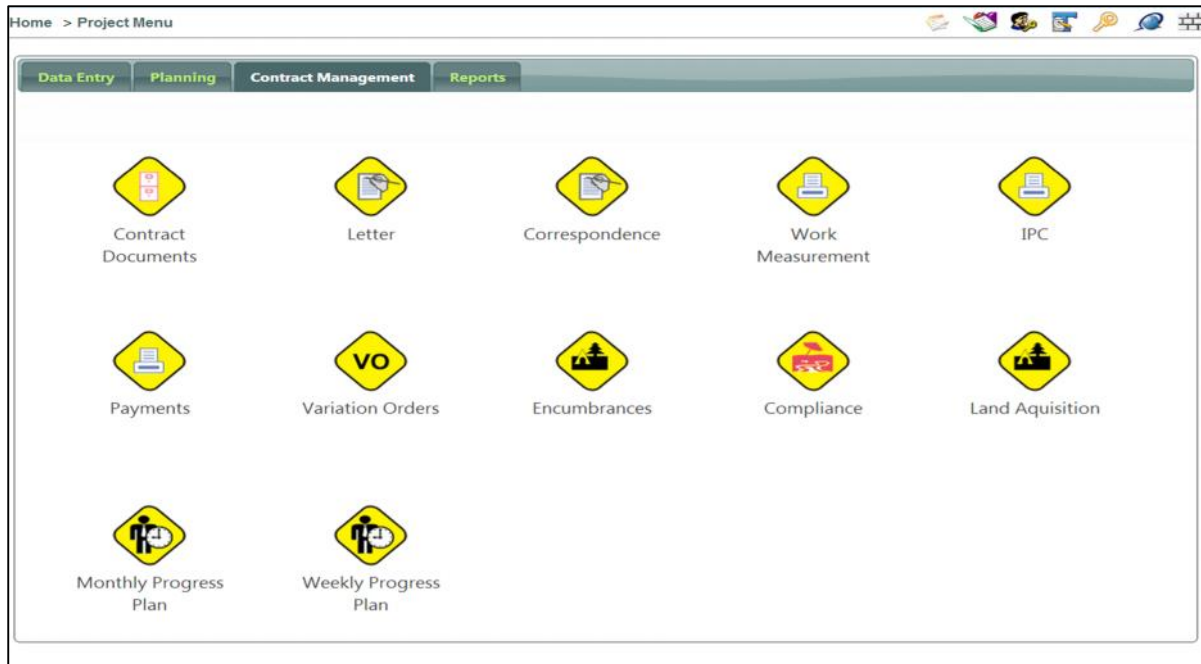 Home > Project Menu
Data Entry Planning Contract Management Reports
Contract Documents
Letter
Correspondence
Work Measurement
IPC
Payments
VO
Variation Orders
Encumbrances
Compliance
Land Aquisition
Monthly Progress Plan
Weekly Progress Plan